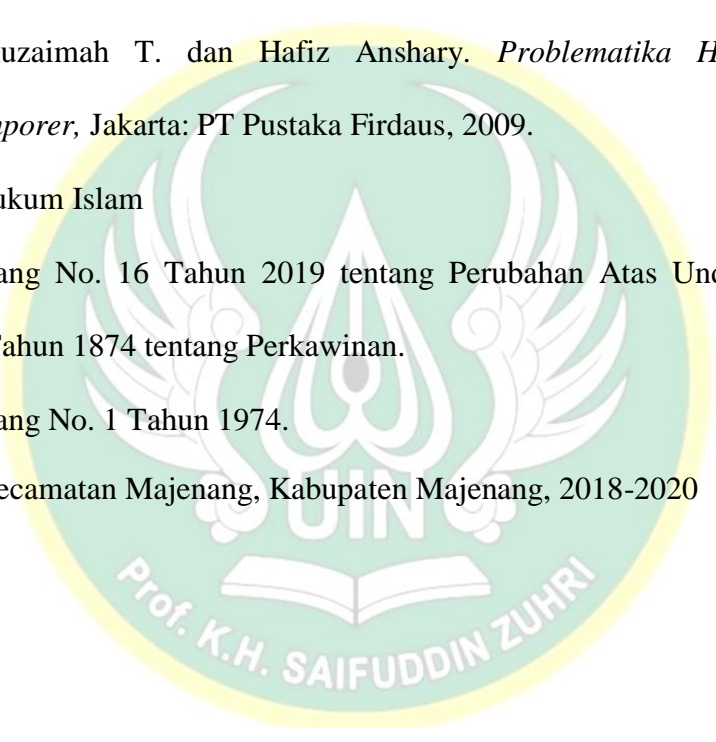 uzaimah T. dan Hafiz Anshary. Problematika H
porer, Jakarta: PT Pustaka Firdaus, 2009.
ukum Islam
ang No. 16 Tahun 2019 tentang Perubahan Atas Und
Tahun 1874 tentang Perkawinan.
ang No. 1 Tahun 1974.
ecamatan Majenang, Kabupaten Majenang, 2018-2020
UIN
Prof. K.H. SAIFUDDIN ZUHRI